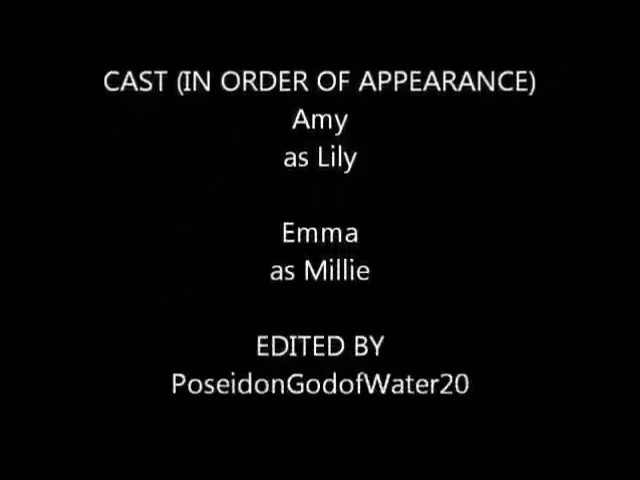 CAST (IN ORDER OF APPEARANCE)
Amy
as Lily
Emma
as Millie
EDITED BY
PoseidonGodofWater20